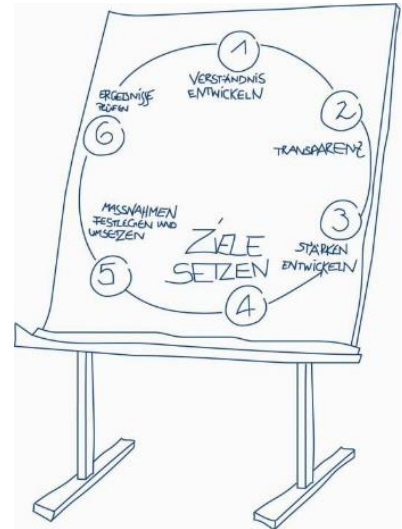 1
VERSTÄNDNIS
ENTWICKELN
2
TRANSPARENZ
3
STÄRKEN
ENTWICKELN
4
ZIELE
SETZEN
5
MASSNAHMEN
FESTLEGEN UND
UMSETZEN
6
ERGEBNISSE
PRÜFEN